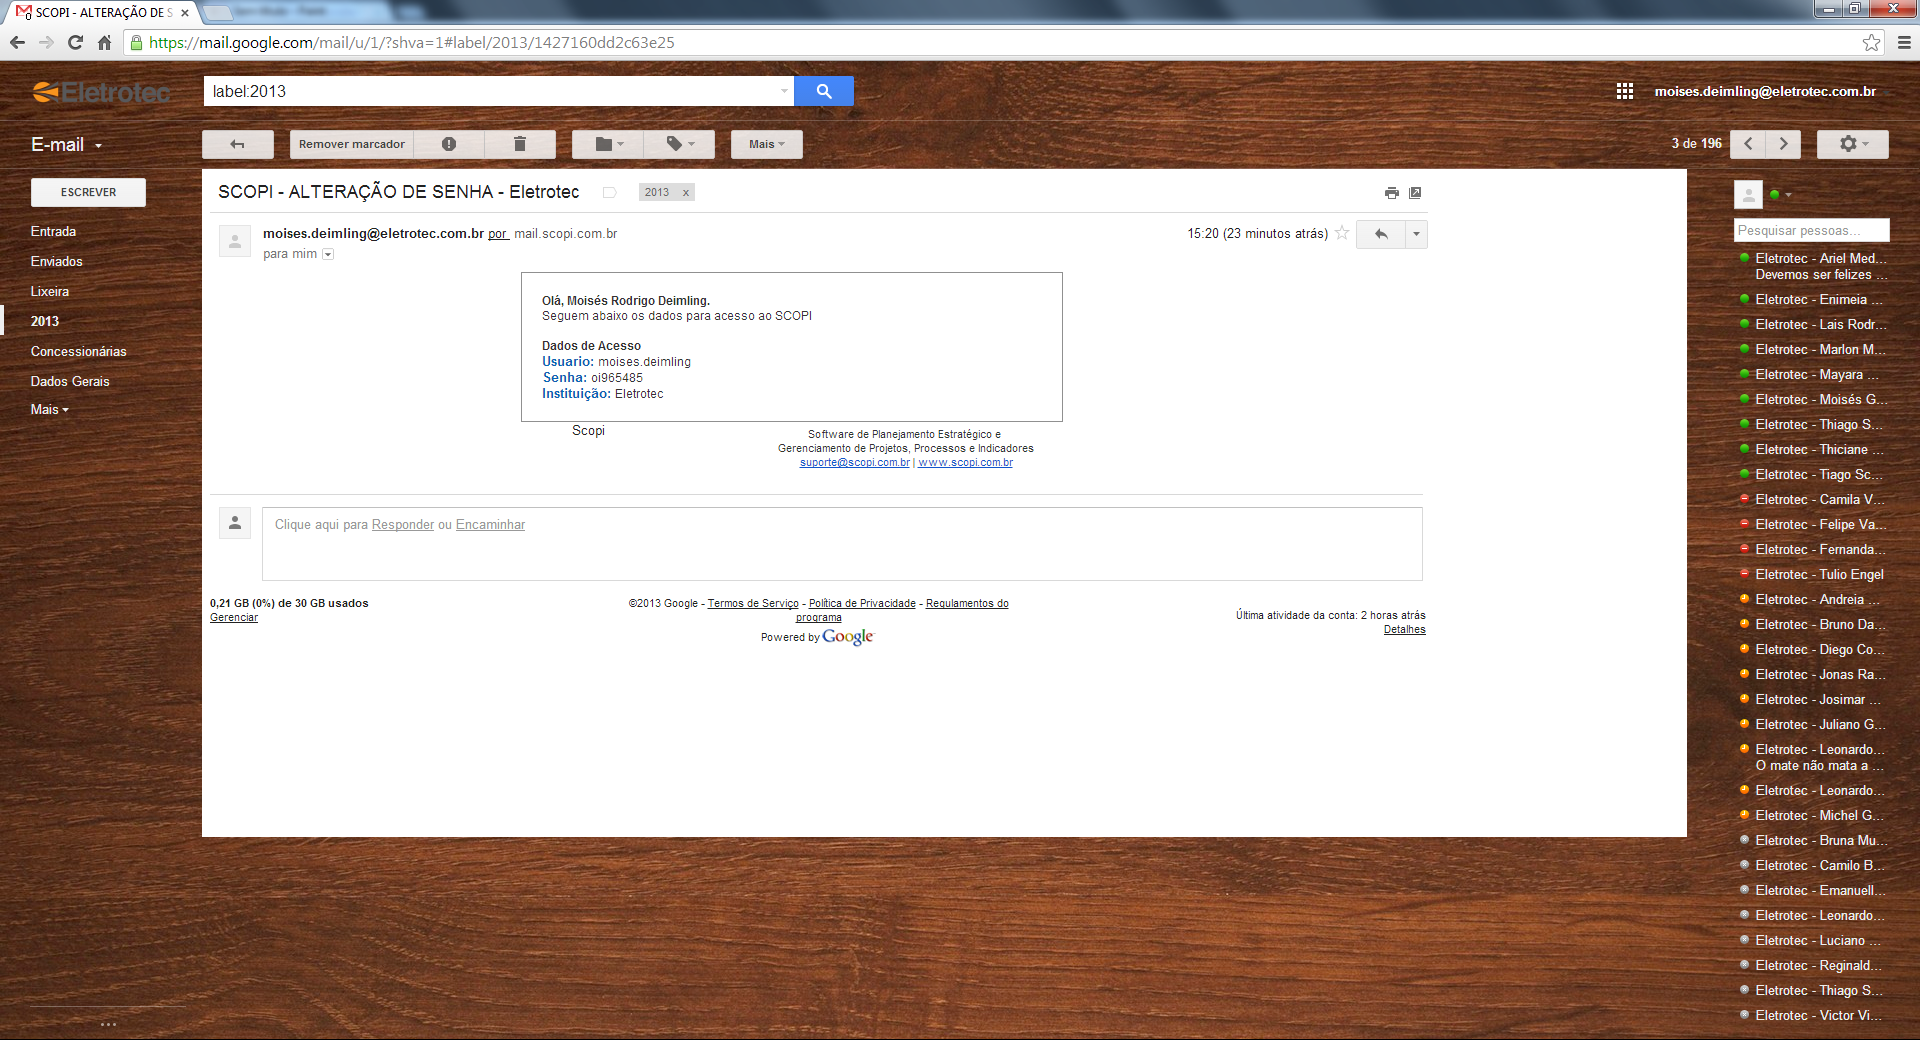 SCOPI - ALTERAÇÃO DE S
https://mail.google.com/mail/u/1/?shva=1#label/2013/1427160dd2c63e25
Eletrotec
label:2013
moises.deimling@eletrotec.com.br
E-mail
Remover marcador
Mais
3 de 196
ESCREVER
Entrada
Enviados
Lixeira
2013
Concessionárias
Dados Gerais
Mais
SCOPI - ALTERAÇÃO DE SENHA - Eletrotec
2013 x
moises.deimling@eletrotec.com.br por mail.scopi.com.br
15:20 (23 minutos atrás)
para mim
Olá, Moisés Rodrigo Deimling.
Seguem abaixo os dados para acesso ao SCOPI
Dados de Acesso
Usuario: moises.deimling
Senha: oi965485
Instituição: Eletrotec
Scopi
Software de Planejamento Estratégico e
Gerenciamento de Projetos, Processos e Indicadores
suporte@scopi.com.br | www.scopi.com.br
Clique aqui para Responder ou Encaminhar
0,21 GB (0%) de 30 GB usados
Gerenciar
©2013 Google - Termos de Serviço - Política de Privacidade - Regulamentos do
programa
Powered by Google
Última atividade da conta: 2 horas atrás
Detalhes
Pesquisar pessoas...
Eletrotec - Ariel Med...
Devemos ser felizes ...
Eletrotec - Enimeia ...
Eletrotec - Lais Rodr...
Eletrotec - Marlon M...
Eletrotec - Mayara ...
Eletrotec - Moisés G...
Eletrotec - Thiago S...
Eletrotec - Thiciane ...
Eletrotec - Tiago Sc...
Eletrotec - Camila V...
Eletrotec - Felipe Va...
Eletrotec - Fernanda...
Eletrotec - Tulio Engel
Eletrotec - Andreia ...
Eletrotec - Bruno Da...
Eletrotec - Diego Co...
Eletrotec - Jonas Ra...
Eletrotec - Josimar ...
Eletrotec - Juliano G...
Eletrotec - Leonardo...
O mate não mata a ...
Eletrotec - Leonardo...
Eletrotec - Michel G...
Eletrotec - Bruna Mu...
Eletrotec - Camilo B...
Eletrotec - Emanuell...
Eletrotec - Leonardo...
Eletrotec - Luciano ...
Eletrotec - Reginald...
Eletrotec - Thiago S...
Eletrotec - Victor Vi...